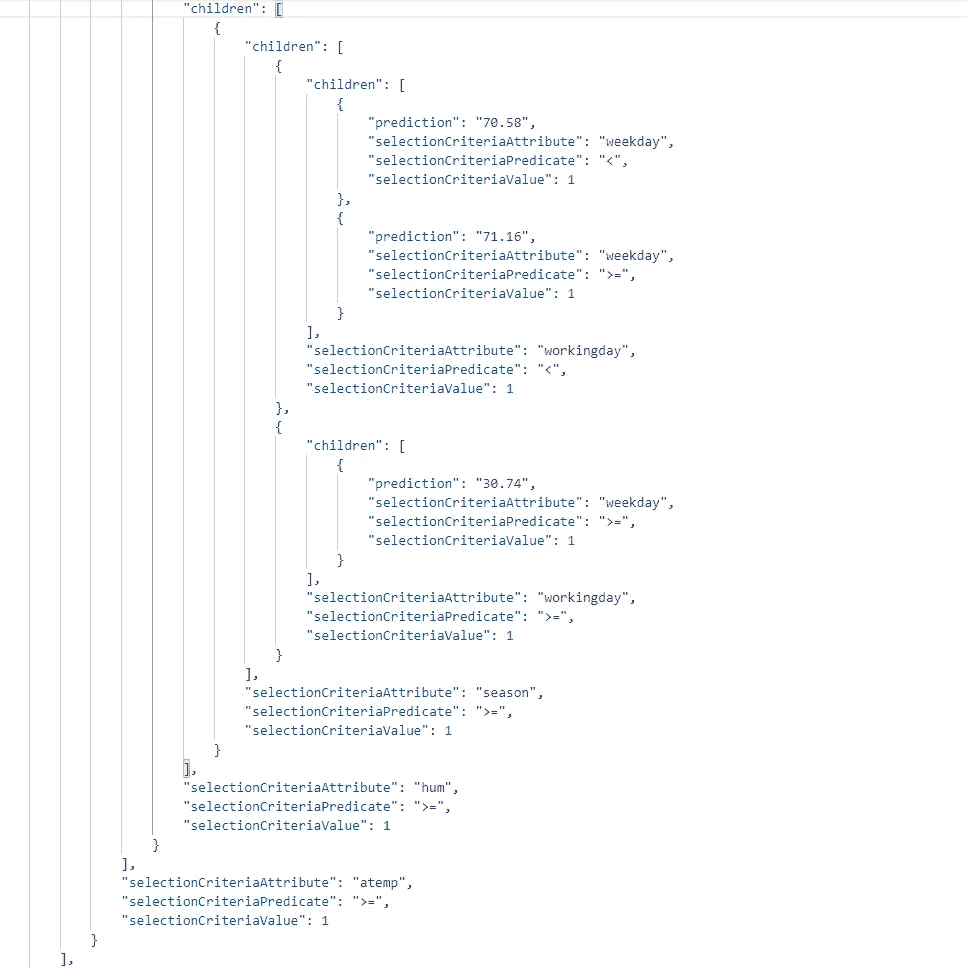 "children": [
{
"children": [
{
"children": [
{
"prediction": "70.58",
"selectionCriteriaAttribute": "weekday",
"selectionCriteriaPredicate": "<",
"selectionCriteriaValue": 1
},
{
"prediction": "71.16",
"selectionCriteriaAttribute": "weekday",
"selectionCriteriaPredicate": ">=",
"selectionCriteriaValue": 1
}
],
"selectionCriteriaAttribute": "workingday",
"selectionCriteriaPredicate": "<",
"selectionCriteriaValue": 1
},
{
"children": [
{
"prediction": "30.74",
"selectionCriteriaAttribute": "weekday",
"selectionCriteriaPredicate": ">=",
"selectionCriteriaValue": 1
}
],
"selectionCriteriaAttribute": "workingday",
"selectionCriteriaPredicate": ">=",
"selectionCriteriaValue": 1
}
],
"selectionCriteriaAttribute": "season",
"selectionCriteriaPredicate": ">=",
"selectionCriteriaValue": 1
}
],
"selectionCriteriaAttribute": "hum",
"selectionCriteriaPredicate": ">=",
"selectionCriteriaValue": 1
}
],
"selectionCriteriaAttribute": "atemp",
"selectionCriteriaPredicate": ">=",
"selectionCriteriaValue": 1
}
],